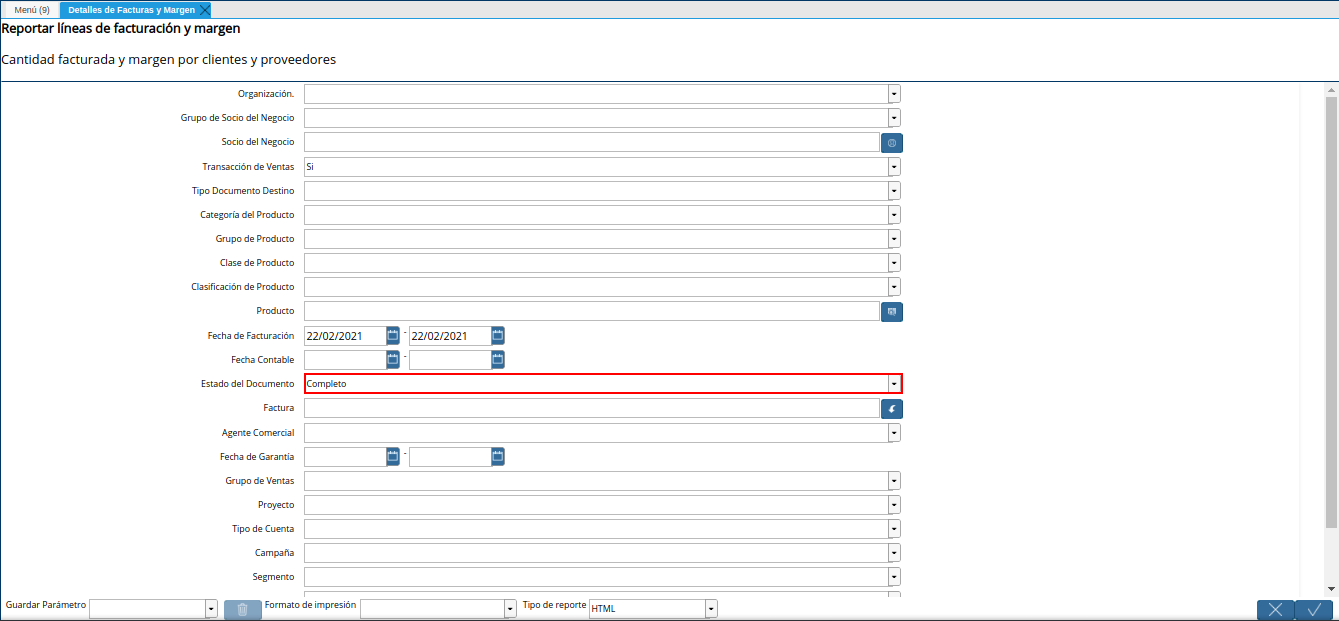 Menú (9) Detalles de Facturas y Margen
Reportar líneas de facturación y margen
Cantidad facturada y margen por clientes y proveedores
Organización.
Grupo de Socio del Negocio
Socio del Negocio
Transacción de Ventas Si
Tipo Documento Destino
Categoría del Producto
Grupo de Producto
Clase de Producto
Clasificación de Producto
Producto
Fecha de Facturación 22/02/2021 - 22/02/2021
Fecha Contable -
Estado del Documento Completo
Factura
Agente Comercial
Fecha de Garantía -
Grupo de Ventas
Proyecto
Tipo de Cuenta
Campaña
Segmento
Guardar Parámetro Formato de impresión Tipo de reporte HTML